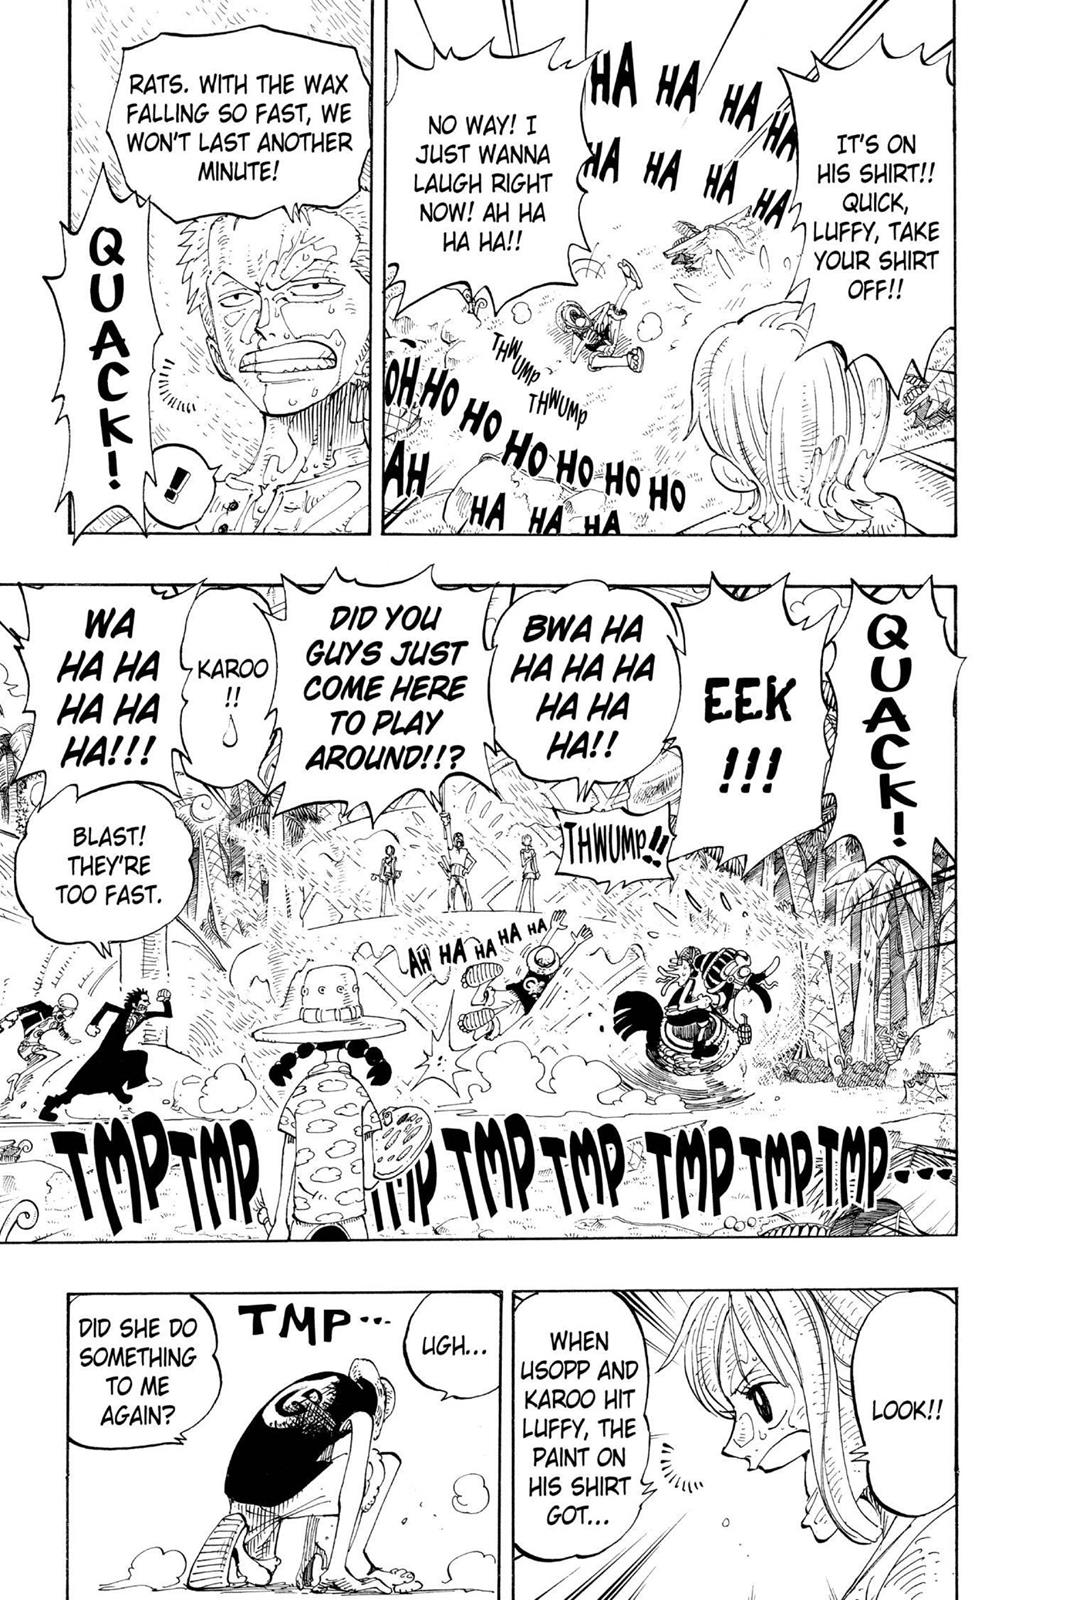 IT'S ON
HIS SHIRT!!
QUICK,
LUFFY, TAKE
YOUR SHIRT
OFF!!
HA HA HA HA
HA HA HA HA
NO WAY! I
JUST WANNA
LAUGH RIGHT
NOW! AH HA
HA HA!!
THWUMP
THWUMP
OH HO HO HO HO HO HO
AH HA HA HA
RATS. WITH THE WAX
FALLING SO FAST, WE
WON'T LAST ANOTHER
MINUTE!
QUACK!
!
QUACK!
EEK
!!!
BWA HA
HA HA HA
HA HA
HA!!
THWUMP!!
DID YOU
GUYS JUST
COME HERE
TO PLAY
AROUND!!?
KAROO
!!
WA
HA HA
HA HA
HA!!!
BLAST!
THEY'RE
TOO FAST.
AH HA HA HA HA
TMP TMP TMP TMP TMP TMP TMP TMP...
LOOK!!
WHEN
USOPP AND
KAROO HIT
LUFFY, THE
PAINT ON
HIS SHIRT
GOT...
UGH...
TMP...
DID SHE DO
SOMETHING
TO ME
AGAIN?